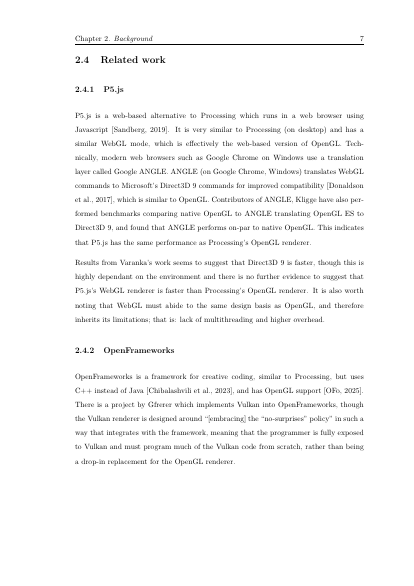 Chapter 2. Background 7
2.4 Related work
2.4.1 P5.js
P5.js is a web-based alternative to Processing which runs in a web browser using
Javascript [Sandberg, 2019]. It is very similar to Processing (on desktop) and has a
similar WebGL mode, which is effectively the web-based version of OpenGL. Tech-
nically, modern web browsers such as Google Chrome on Windows use a translation
layer called Google ANGLE. ANGLE (on Google Chrome, Windows) translates WebGL
commands to Microsoft's Direct3D 9 commands for improved compatibility [Donaldson
et al., 2017], which is similar to OpenGL. Contributors of ANGLE, Kligge have also per-
formed benchmarks comparing native OpenGL to ANGLE translating OpenGL ES to
Direct3D 9, and found that ANGLE performs on-par to native OpenGL. This indicates
that P5.js has the same performance as Processing's OpenGL renderer.
Results from Varanka's work seems to suggest that Direct3D 9 is faster, though this is
highly dependant on the environment and there is no further evidence to suggest that
P5.js's WebGL renderer is faster than Processing's OpenGL renderer. It is also worth
noting that WebGL must abide to the same design basis as OpenGL, and therefore
inherits its limitations; that is: lack of multithreading and higher overhead.
2.4.2 OpenFrameworks
OpenFrameworks is a framework for creative coding, similar to Processing, but uses
C++ instead of Java [Chibalashvili et al., 2023], and has OpenGL support [OFo, 2025].
There is a project by Gfrerer which implements Vulkan into OpenFrameworks, though
the Vulkan renderer is designed around "[embracing] the "no-surprises" policy" in such a
way that integrates with the framework, meaning that the programmer is fully exposed
to Vulkan and must program much of the Vulkan code from scratch, rather than being
a drop-in replacement for the OpenGL renderer.